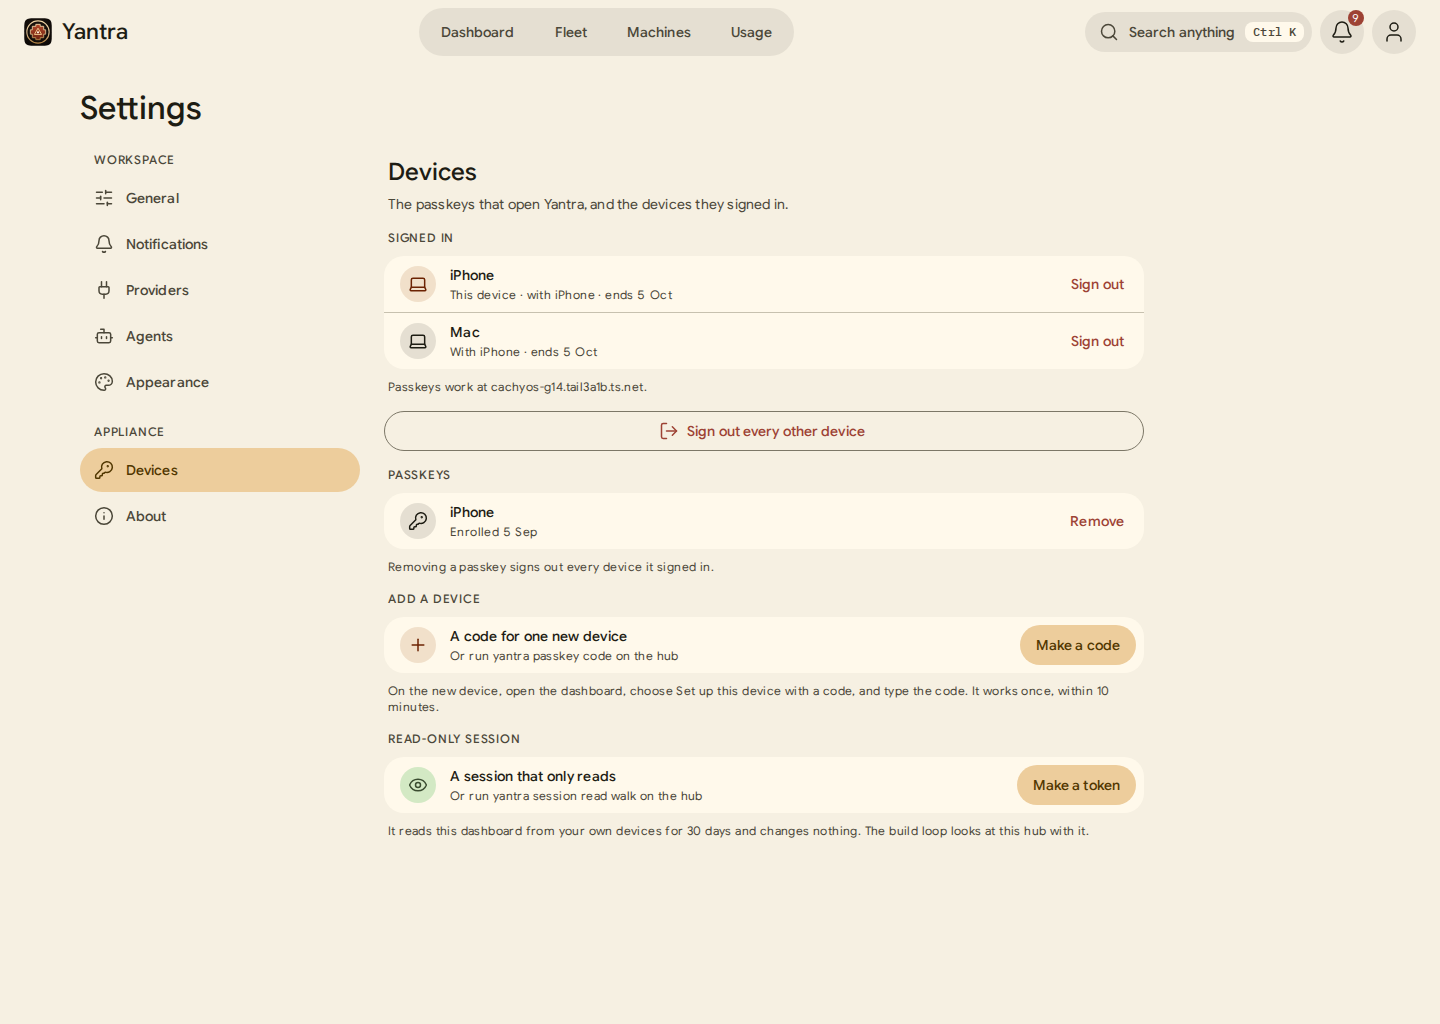 Yantra
Dashboard
Fleet
Machines
Usage
Search anything
Ctrl K
9
Settings
WORKSPACE
General
Notifications
Providers
Agents
Appearance
APPLIANCE
Devices
About
Devices
The passkeys that open Yantra, and the devices they signed in.
SIGNED IN
iPhone
This device · with iPhone · ends 5 Oct
Sign out
Mac
With iPhone · ends 5 Oct
Sign out
Passkeys work at cachyos-g14.tail3a1b.ts.net.
Sign out every other device
PASSKEYS
iPhone
Enrolled 5 Sep
Remove
Removing a passkey signs out every device it signed in.
ADD A DEVICE
A code for one new device
Or run yantra passkey code on the hub
Make a code
On the new device, open the dashboard, choose Set up this device with a code, and type the code. It works once, within 10
minutes.
READ-ONLY SESSION
A session that only reads
Or run yantra session read walk on the hub
Make a token
It reads this dashboard from your own devices for 30 days and changes nothing. The build loop looks at this hub with it.